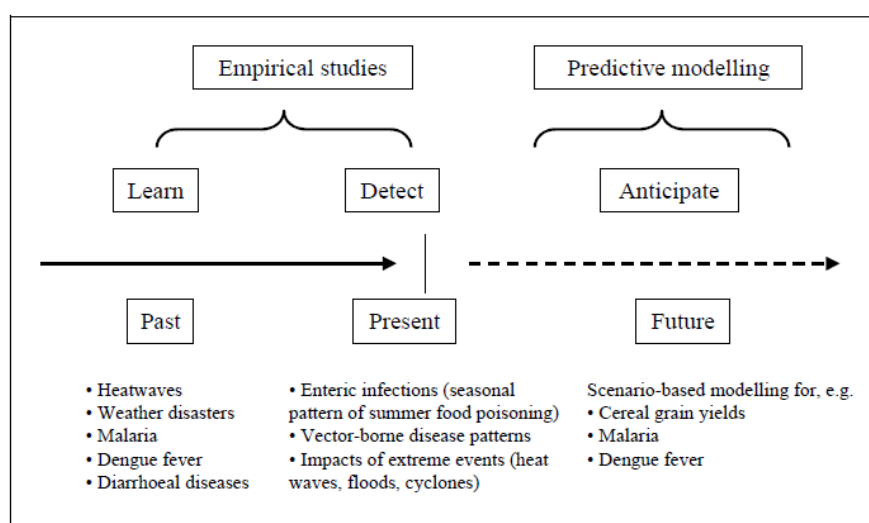 Empirical studies
Predictive modelling
Learn
Detect
Anticipate
Past
Present
Future
• Heatwaves
• Weather disasters
• Malaria
• Dengue fever
• Diarrhoeal diseases
• Enteric infections (seasonal
pattern of summer food poisoning)
• Vector-borne disease patterns
• Impacts of extreme events (heat
waves, floods, cyclones)
Scenario-based modelling for, e.g.
• Cereal grain yields
• Malaria
• Dengue fever